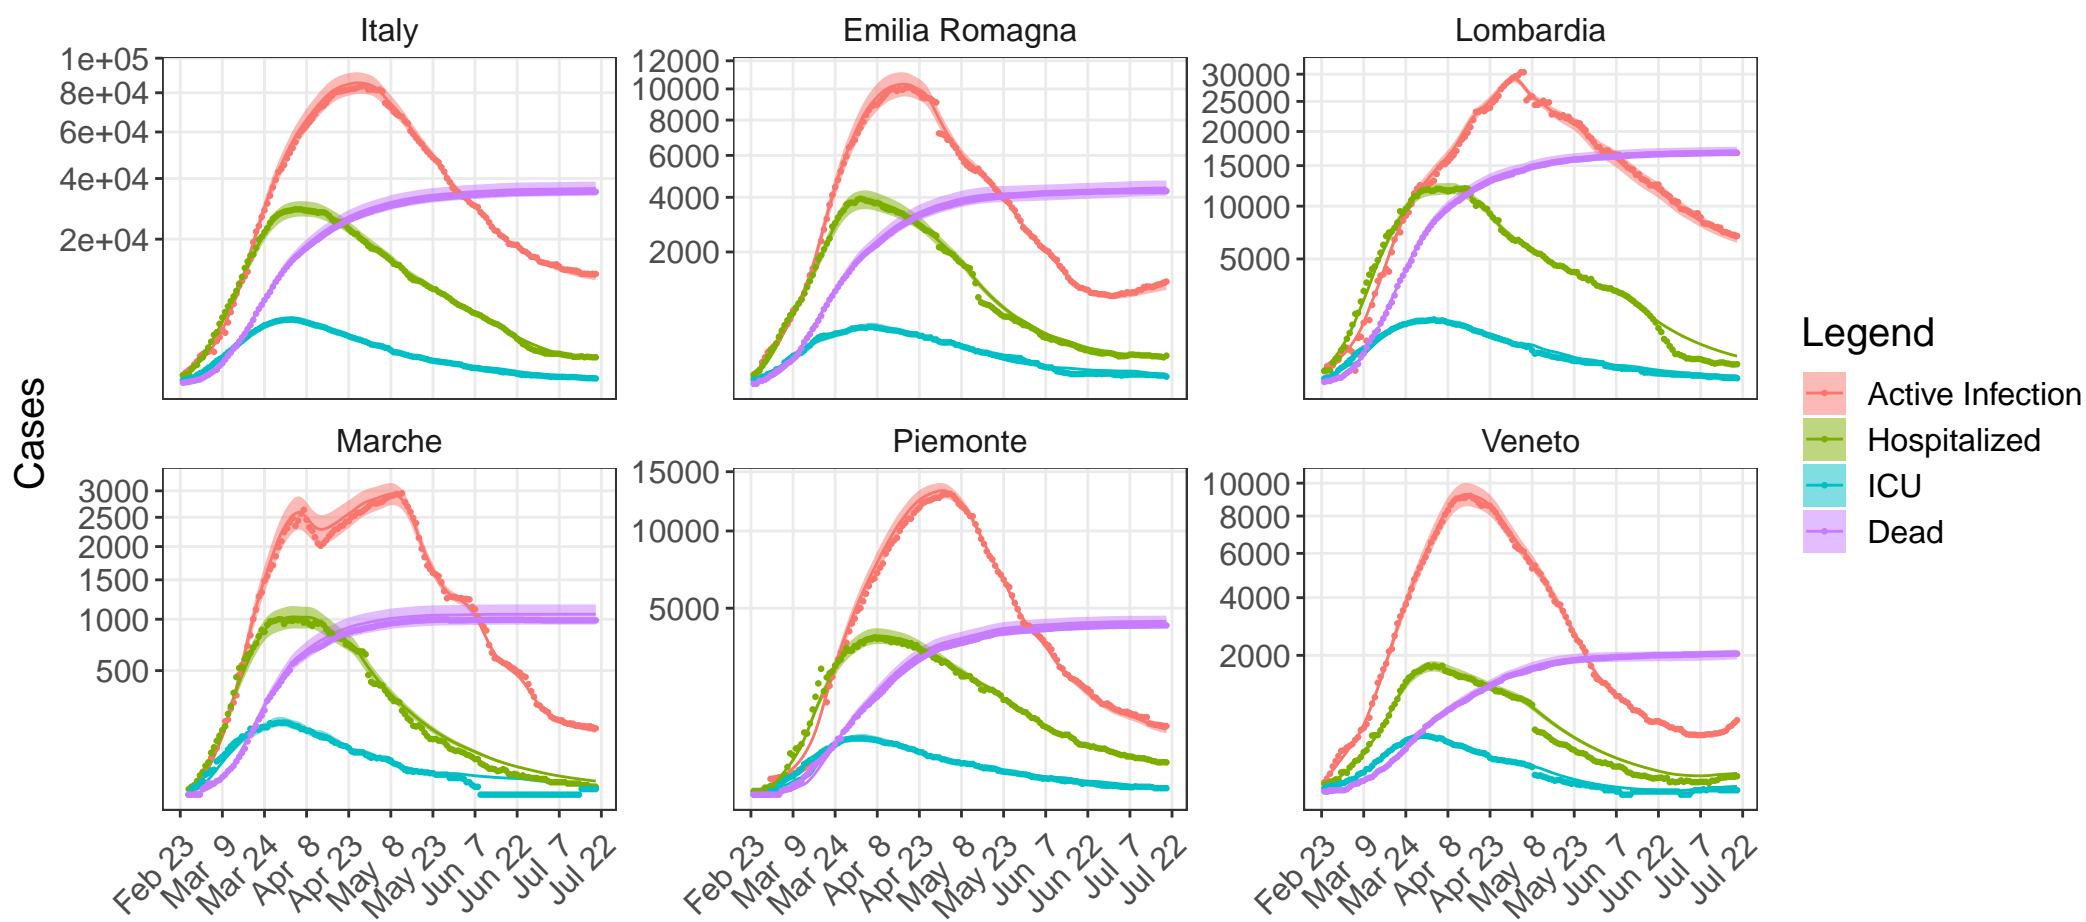 Italy
Emilia Romagna
Lombardia
1e+05
8e+04
6e+04
4e+04
2e+04
12000
10000
8000
6000
4000
2000
30000
25000
20000
15000
10000
5000
Cases
Marche
Piemonte
Veneto
3000
2500
2000
1500
1000
500
15000
10000
5000
10000
8000
6000
4000
2000
Feb 23
Mar 9
Mar 24
Apr 8
Apr 23
May 8
May 23
Jun 7
Jun 22
Jul 7
Jul 22
Feb 23
Mar 9
Mar 24
Apr 8
Apr 23
May 8
May 23
Jun 7
Jun 22
Jul 7
Jul 22
Feb 23
Mar 9
Mar 24
Apr 8
Apr 23
May 8
May 23
Jun 7
Jun 22
Jul 7
Jul 22
Legend
Active Infection
Hospitalized
ICU
Dead